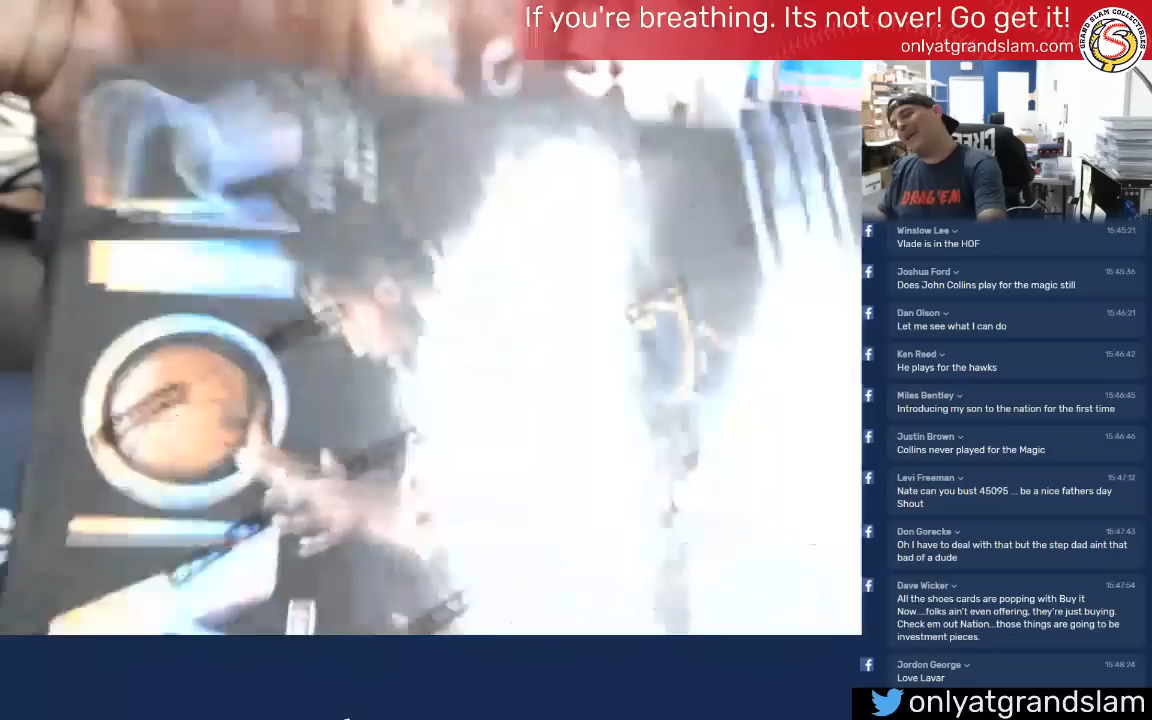 If you're breathing. Its not over! Go get it!
onlyatgrandslam.com
GRAND SLAM COLLECTIBLES
DRAG'EM
Winslow Lee 15:45:21
Vlade is in the HOF
Joshua Ford 15:45:36
Does John Collins play for the magic still
Dan Olson 15:46:21
Let me see what I can do
Ken Reed 15:46:42
He plays for the hawks
Miles Bentley 15:46:45
Introducing my son to the nation for the first time
Justin Brown 15:46:46
Collins never played for the Magic
Levi Freeman 15:47:12
Nate can you bust 45095 ... be a nice fathers day
Shout
Don Gorecke 15:47:43
Oh I have to deal with that but the step dad aint that
bad of a dude
Dave Wicker 15:47:54
All the shoes cards are popping with Buy it
Now....folks ain't even offering, they're just buying.
Check em out Nation...those things are going to be
investment pieces.
Jordon George 15:48:24
Love Lavar
onlyatgrandslam